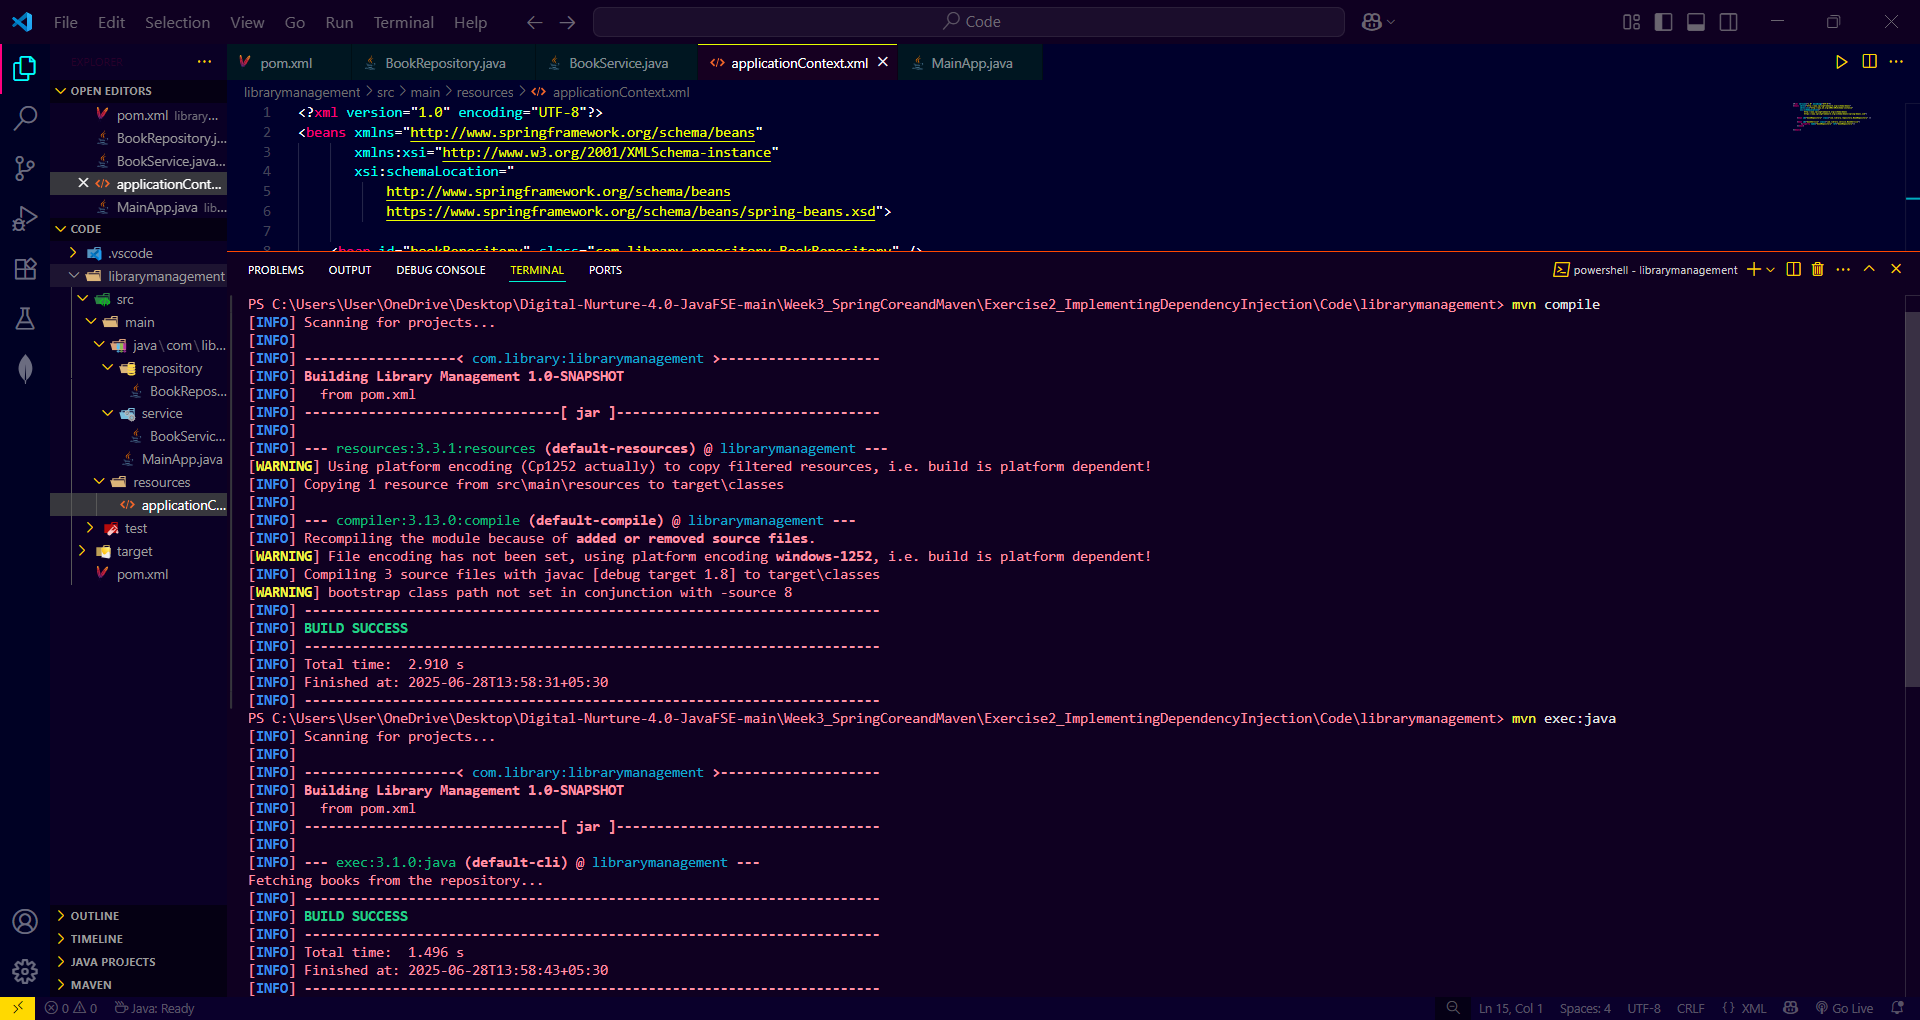 File Edit Selection View Go Run Terminal Help
Code
EXPLORER
pom.xml BookRepository.java BookService.java applicationContext.xml MainApp.java
OPEN EDITORS
pom.xml library...
BookRepository.j...
BookService.java...
applicationCont...
MainApp.java lib...
CODE
.vscode
librarymanagement
src
main
java\com\lib...
repository
BookRepos...
service
BookServic...
MainApp.java
resources
applicationC...
test
target
pom.xml
OUTLINE
TIMELINE
JAVA PROJECTS
MAVEN
librarymanagement > src > main > resources > applicationContext.xml
1 <?xml version="1.0" encoding="UTF-8"?>
2 <beans xmlns="http://www.springframework.org/schema/beans"
3 xmlns:xsi="http://www.w3.org/2001/XMLSchema-instance"
4 xsi:schemaLocation="
5 http://www.springframework.org/schema/beans
6 https://www.springframework.org/schema/beans/spring-beans.xsd">
7
8 <bean id="bookRepository" class="com.library.repository.BookRepository" />
PROBLEMS OUTPUT DEBUG CONSOLE TERMINAL PORTS
powershell - librarymanagement
PS C:\Users\User\OneDrive\Desktop\Digital-Nurture-4.0-JavaFSE-main\Week3_SpringCoreandMaven\Exercise2_ImplementingDependencyInjection\Code\librarymanagement> mvn compile
[INFO] Scanning for projects...
[INFO]
[INFO] -------------------< com.library:librarymanagement >--------------------
[INFO] Building Library Management 1.0-SNAPSHOT
[INFO]   from pom.xml
[INFO] --------------------------------[ jar ]---------------------------------
[INFO]
[INFO] --- resources:3.3.1:resources (default-resources) @ librarymanagement ---
[WARNING] Using platform encoding (Cp1252 actually) to copy filtered resources, i.e. build is platform dependent!
[INFO] Copying 1 resource from src\main\resources to target\classes
[INFO]
[INFO] --- compiler:3.13.0:compile (default-compile) @ librarymanagement ---
[INFO] Recompiling the module because of added or removed source files.
[WARNING] File encoding has not been set, using platform encoding windows-1252, i.e. build is platform dependent!
[INFO] Compiling 3 source files with javac [debug target 1.8] to target\classes
[WARNING] bootstrap class path not set in conjunction with -source 8
[INFO] ------------------------------------------------------------------------
[INFO] BUILD SUCCESS
[INFO] ------------------------------------------------------------------------
[INFO] Total time:  2.910 s
[INFO] Finished at: 2025-06-28T13:58:31+05:30
[INFO] ------------------------------------------------------------------------
PS C:\Users\User\OneDrive\Desktop\Digital-Nurture-4.0-JavaFSE-main\Week3_SpringCoreandMaven\Exercise2_ImplementingDependencyInjection\Code\librarymanagement> mvn exec:java
[INFO] Scanning for projects...
[INFO]
[INFO] -------------------< com.library:librarymanagement >--------------------
[INFO] Building Library Management 1.0-SNAPSHOT
[INFO]   from pom.xml
[INFO] --------------------------------[ jar ]---------------------------------
[INFO]
[INFO] --- exec:3.1.0:java (default-cli) @ librarymanagement ---
Fetching books from the repository...
[INFO] ------------------------------------------------------------------------
[INFO] BUILD SUCCESS
[INFO] ------------------------------------------------------------------------
[INFO] Total time:  1.496 s
[INFO] Finished at: 2025-06-28T13:58:43+05:30
[INFO] ------------------------------------------------------------------------
0 0 Java: Ready
Ln 15, Col 1 Spaces: 4 UTF-8 CRLF {} XML Go Live